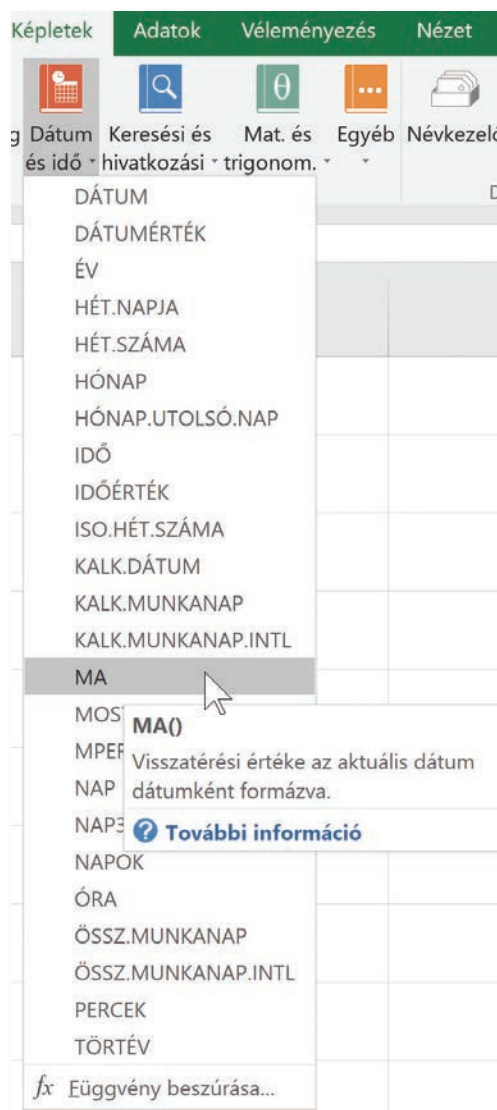 Képletek Adatok Véleményezés Nézet
Dátum és idő Keresési és hivatkozási Mat. és trigonom. Egyéb
DÁTUM
DÁTUMÉRTÉK
ÉV
HÉT.NAPJA
HÉT.SZÁMA
HÓNAP
HÓNAP.UTOLSÓ.NAP
IDŐ
IDŐÉRTÉK
ISO.HÉT.SZÁMA
KALK.DÁTUM
KALK.MUNKANAP
KALK.MUNKANAP.INTL
MA
MA()
Visszatérési értéke az aktuális dátum
dátumként formázva.
További információ
NAP
NAPOK
ÓRA
ÖSSZ.MUNKANAP
ÖSSZ.MUNKANAP.INTL
PERCEK
TÖRTÉV
fx Függvény beszúrása...